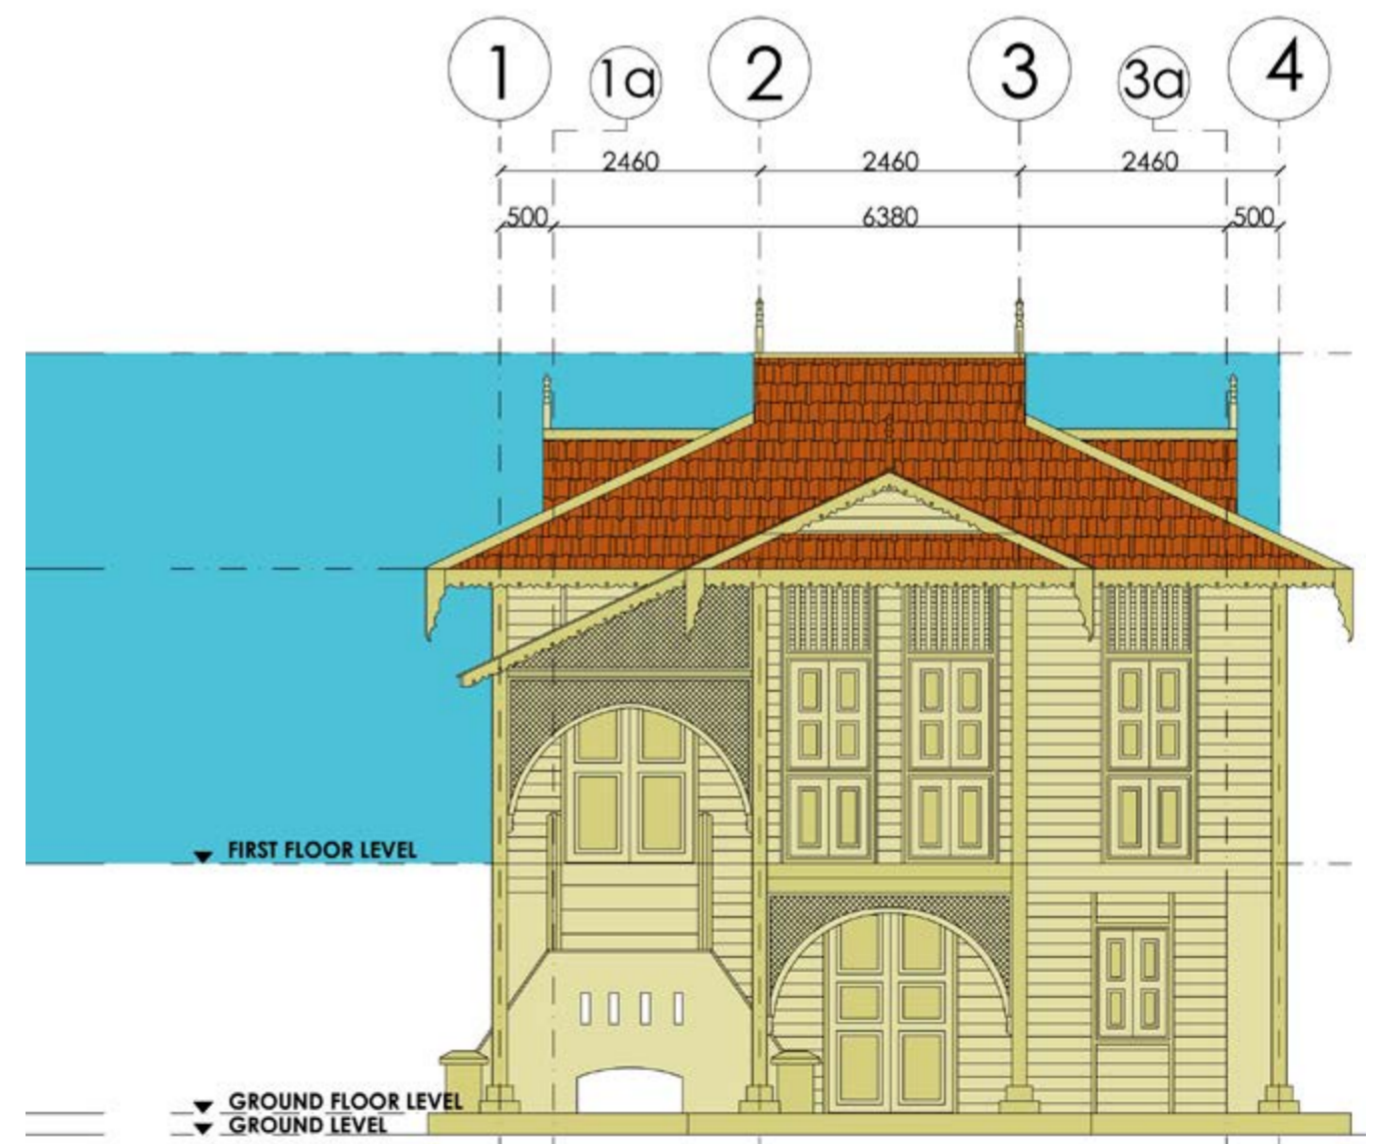 1 1a 2 3 3a 4
2460 2460 2460
500 6380 500
FIRST FLOOR LEVEL
GROUND FLOOR LEVEL
GROUND LEVEL